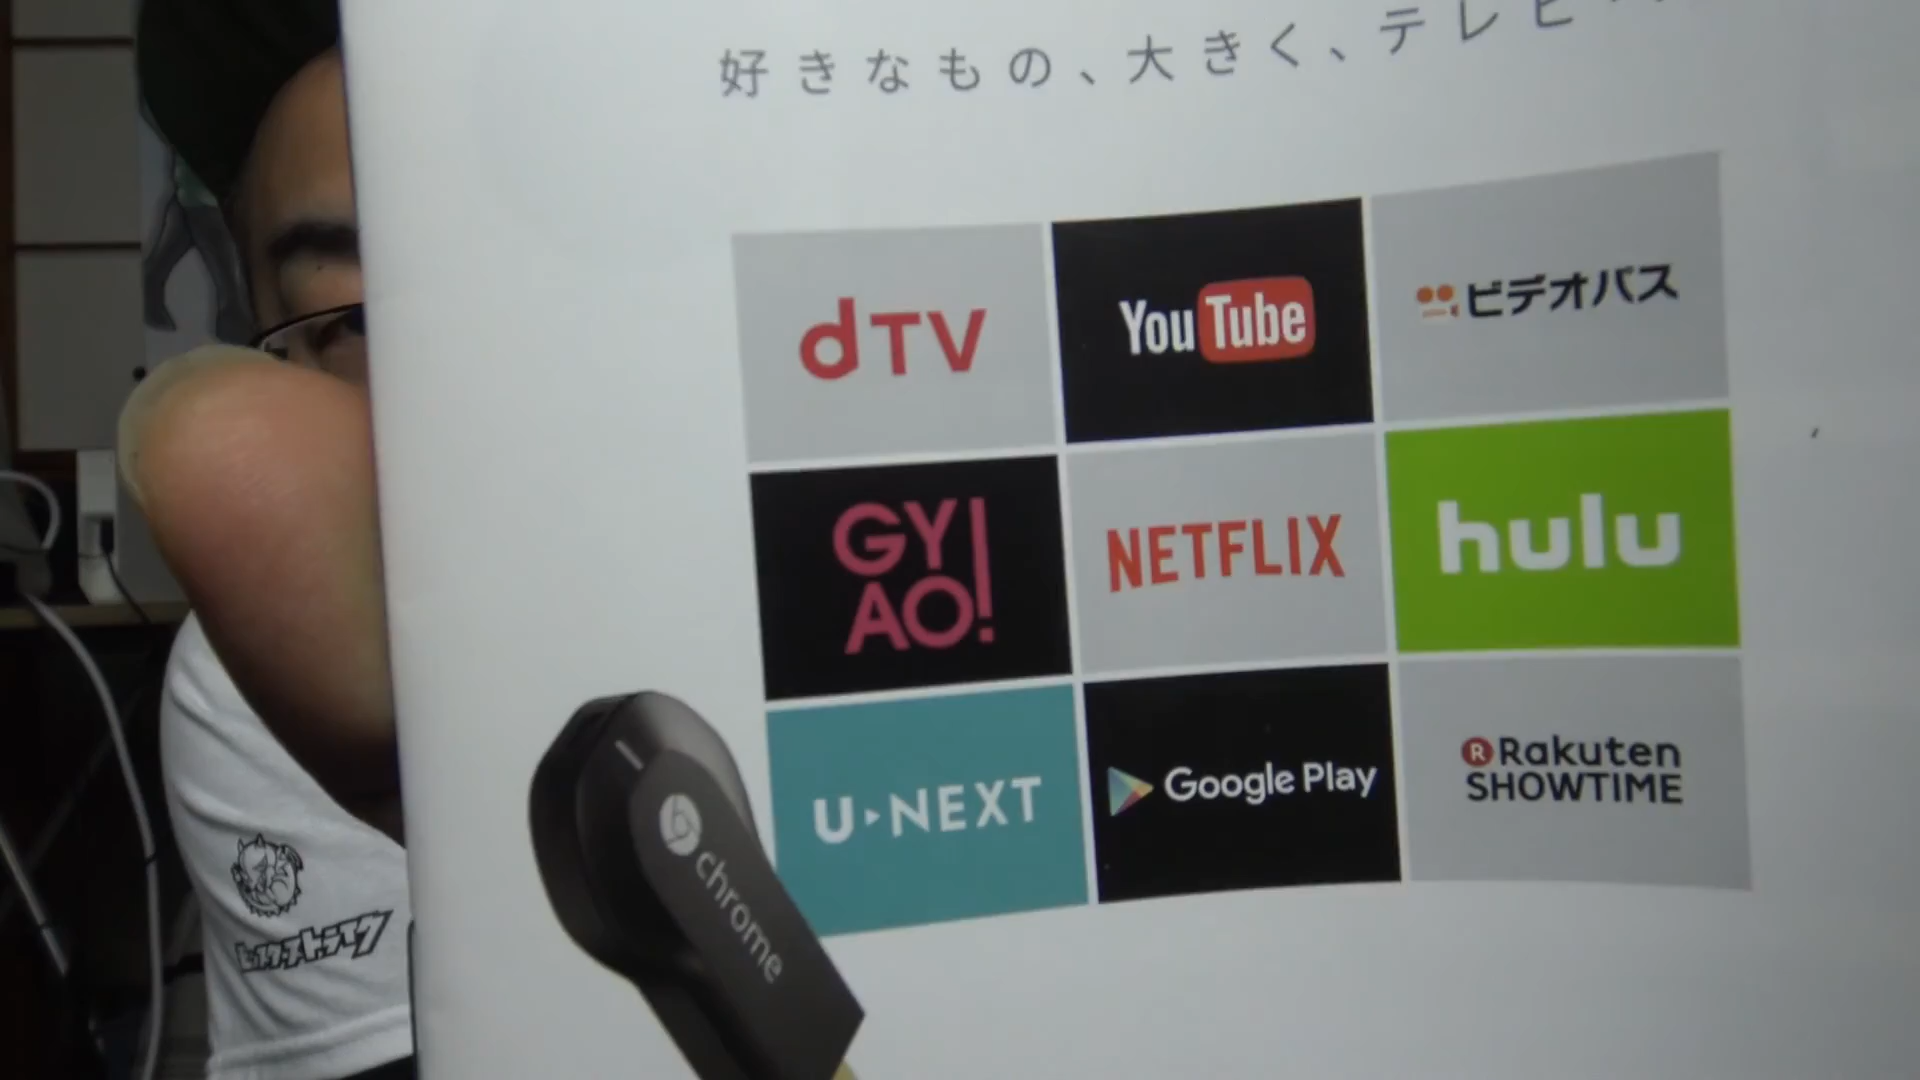 好きなもの、大きく、テレビ
dTV
YouTube
ビデオパス
GYAO!
NETFLIX
hulu
U-NEXT
Google Play
Rakuten
SHOWTIME
chrome